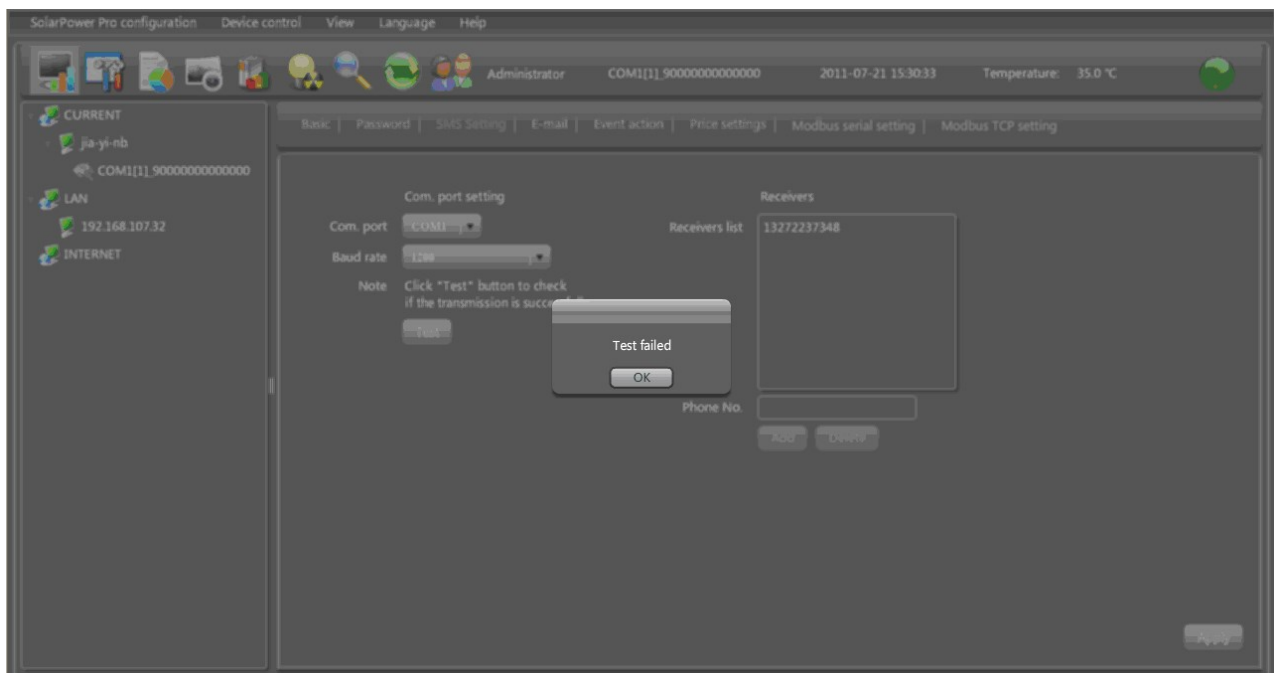 SolarPower Pro configuration Device control View Language Help
Administrator COM1[1]_90000000000000 2011-07-21 15:30:33 Temperature: 35.0 ℃
CURRENT
jia-yi-nb
COM1[1]_90000000000000
LAN
192.168.107.32
INTERNET
Basic | Password | SMS Setting | E-mail | Event action | Price settings | Modbus serial setting | Modbus TCP setting
Com. port setting
Com. port COM1
Baud rate 1200
Note Click "Test" button to check
if the transmission is
Test
Receivers
Receivers list 13272237348
Phone No.
Add Delete
Test failed
OK
Apply